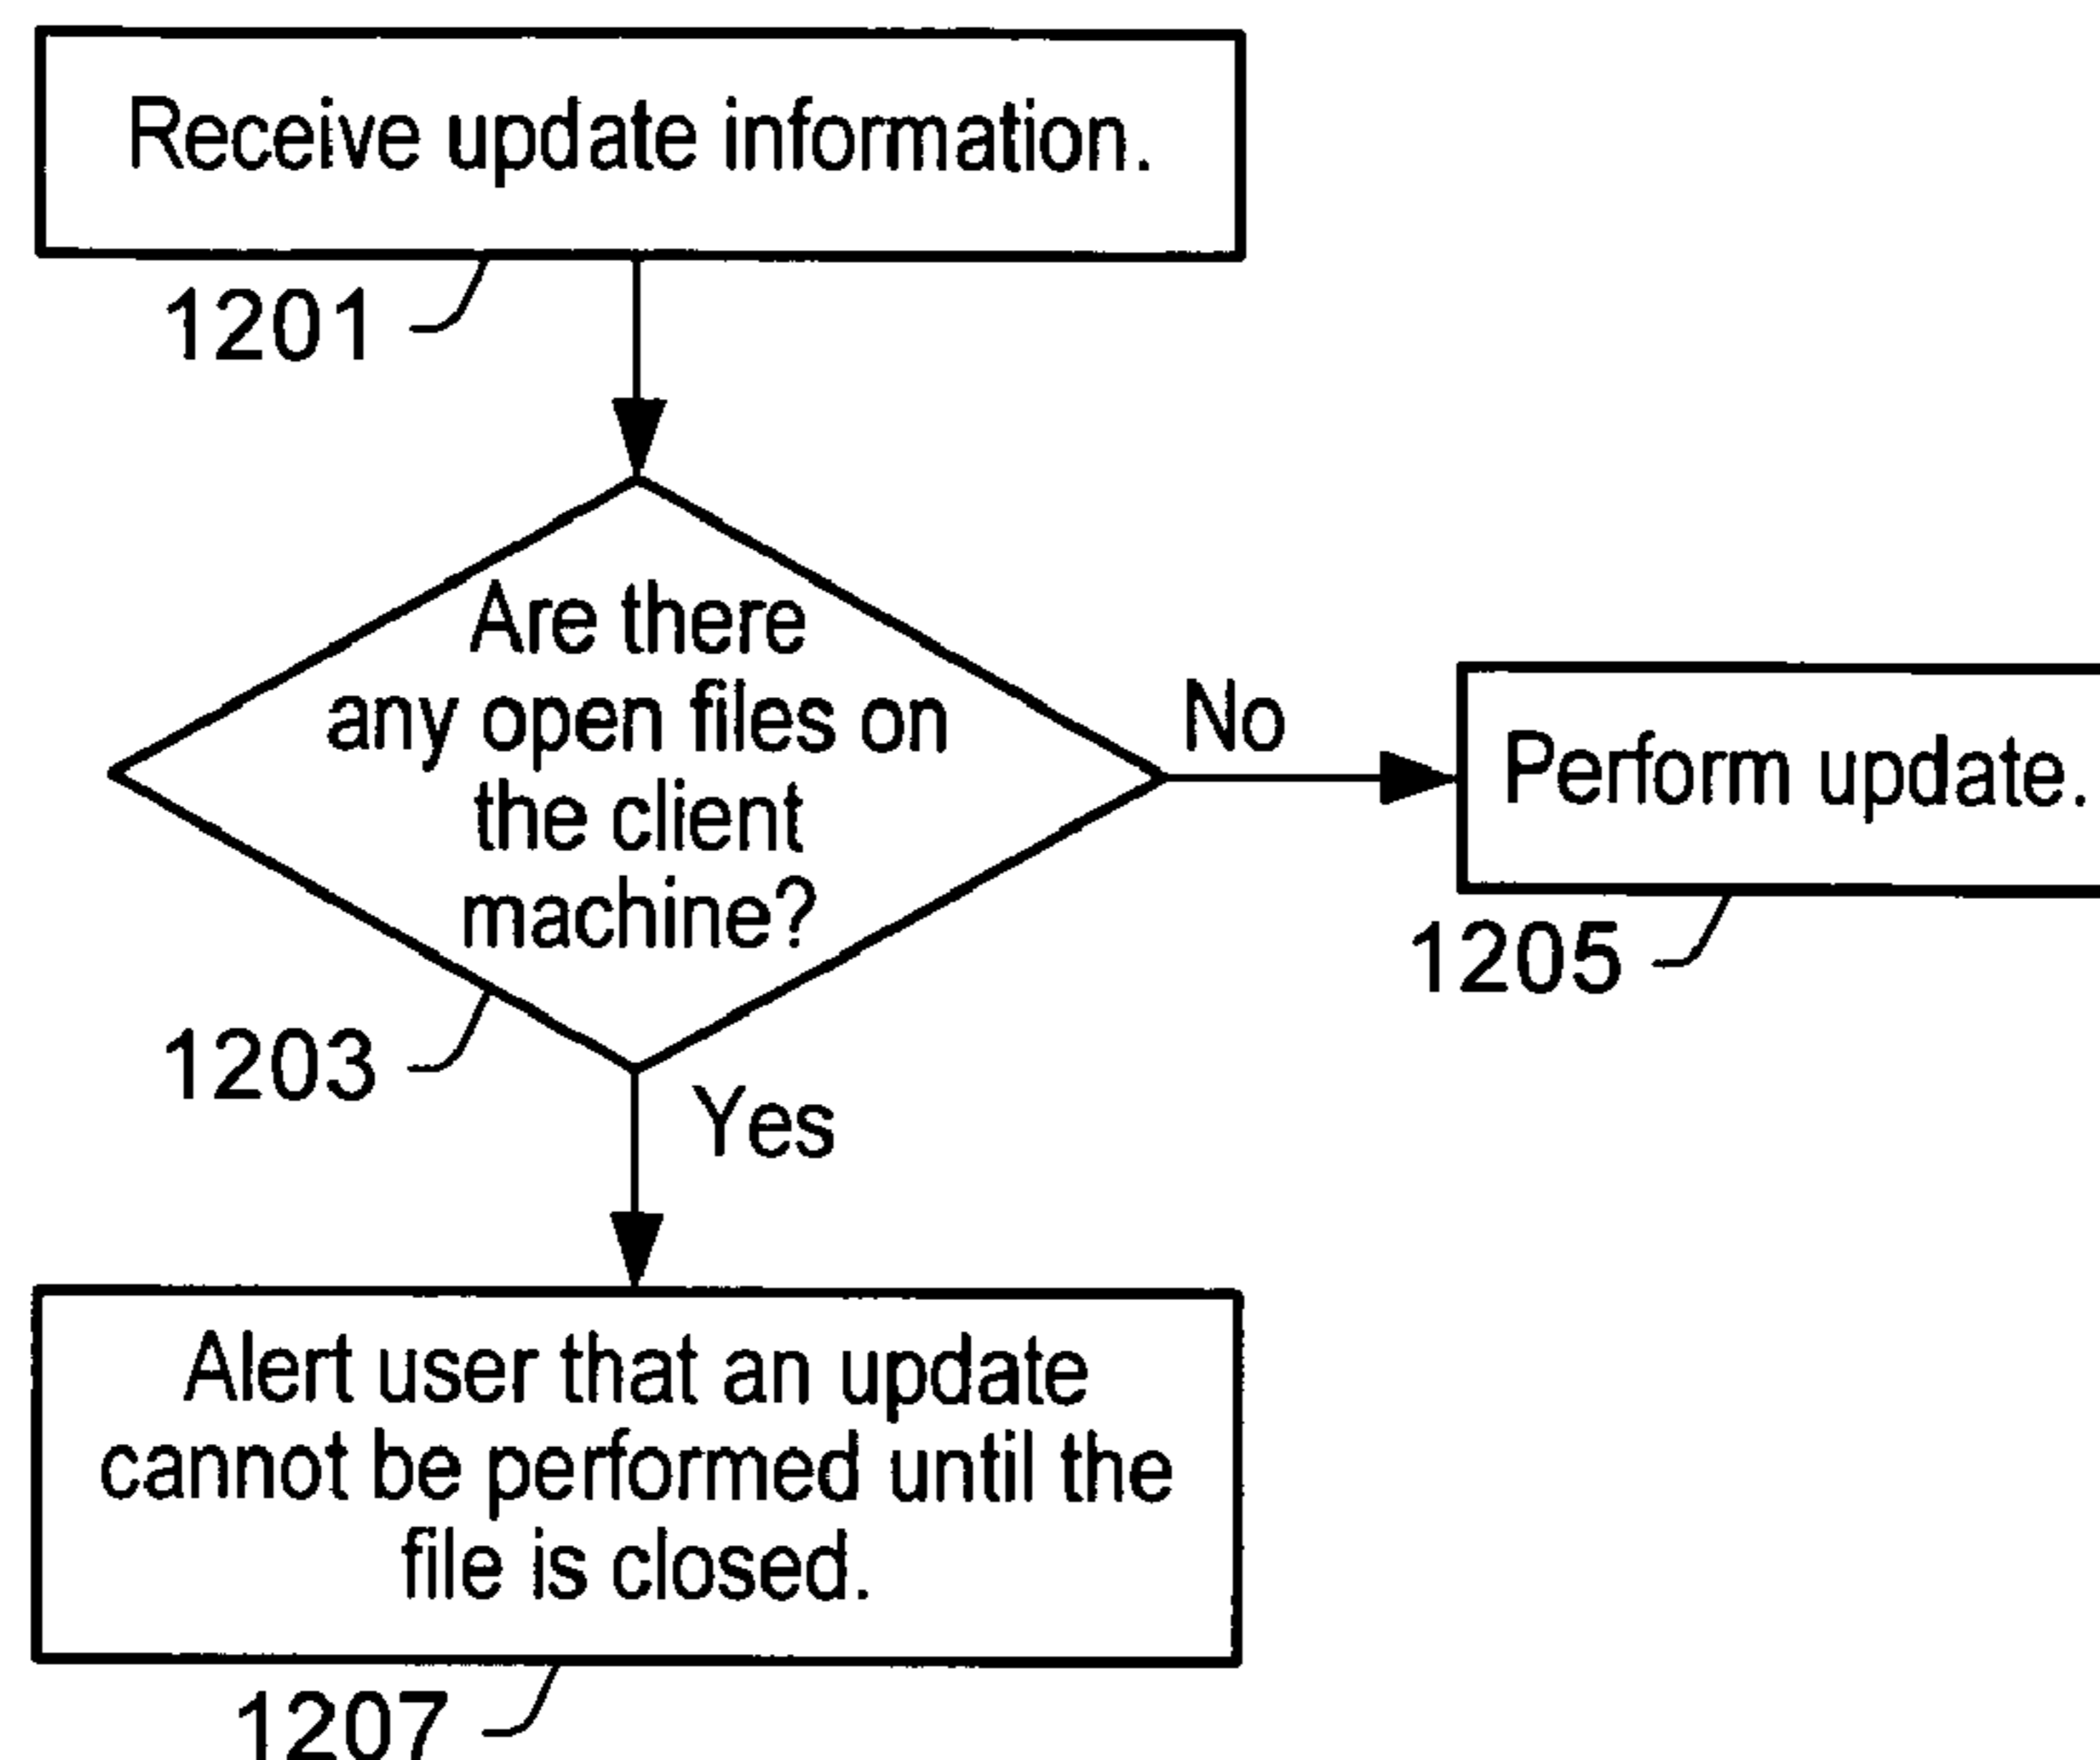 Receive update information.
1201
Are there
any open files on
the client
machine?
No
Perform update.
1205
1203
Yes
Alert user that an update
cannot be performed until the
file is closed.
1207